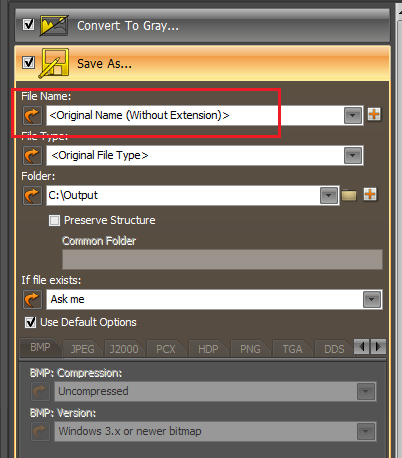 Convert To Gray...
Save As...
File Name:
<Original Name (Without Extension)>
File Type:
<Original File Type>
Folder:
C:\Output
Preserve Structure
Common Folder
If file exists:
Ask me
Use Default Options
BMP JPEG J2000 PCX HDP PNG TGA DDS
BMP: Compression:
Uncompressed
BMP: Version:
Windows 3.x or newer bitmap